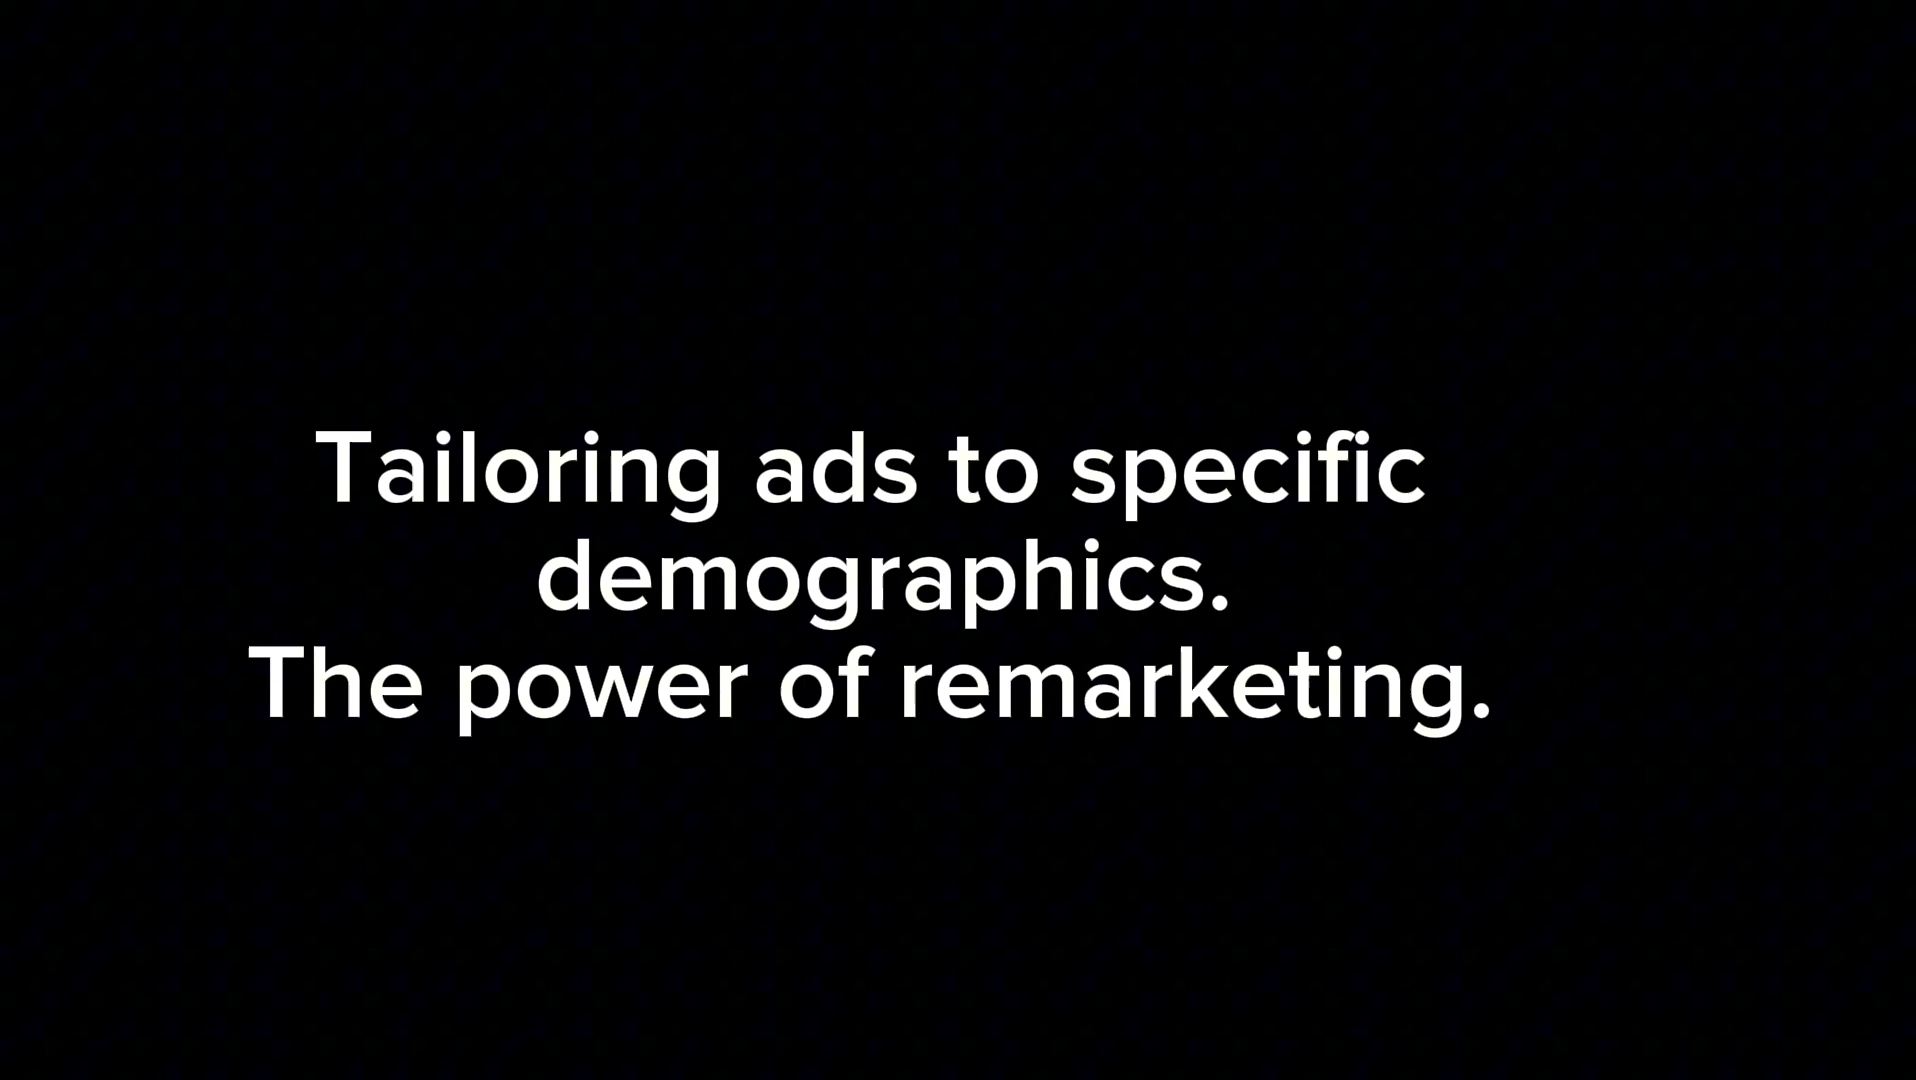 Tailoring ads to specific
demographics.
The power of remarketing.